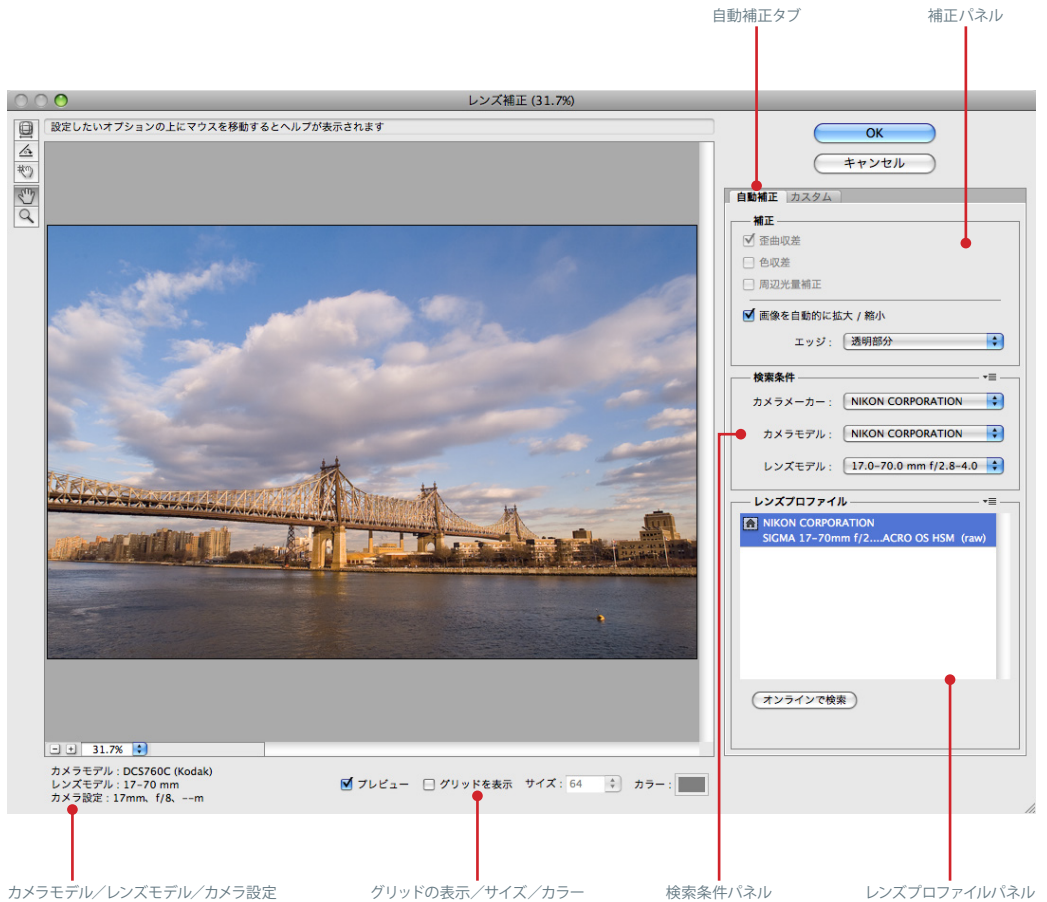 自動補正タブ
補正パネル
レンズ補正 (31.7%)
設定したいオプションの上にマウスを移動するとヘルプが表示されます
OK
キャンセル
自動補正
カスタム
補正
歪曲収差
色収差
周辺光量補正
画像を自動的に拡大 / 縮小
エッジ : 透明部分
検索条件
カメラメーカー : NIKON CORPORATION
カメラモデル : NIKON CORPORATION
レンズモデル : 17.0-70.0 mm f/2.8-4.0
レンズプロファイル
NIKON CORPORATION
SIGMA 17-70mm f/2....ACRO OS HSM (raw)
オンラインで検索
31.7%
カメラモデル : DCS760C (Kodak)
レンズモデル : 17-70 mm
カメラ設定 : 17mm、f/8、--m
プレビュー グリッドを表示 サイズ : 64 カラー :
カメラモデル／レンズモデル／カメラ設定
グリッドの表示／サイズ／カラー
検索条件パネル
レンズプロファイルパネル